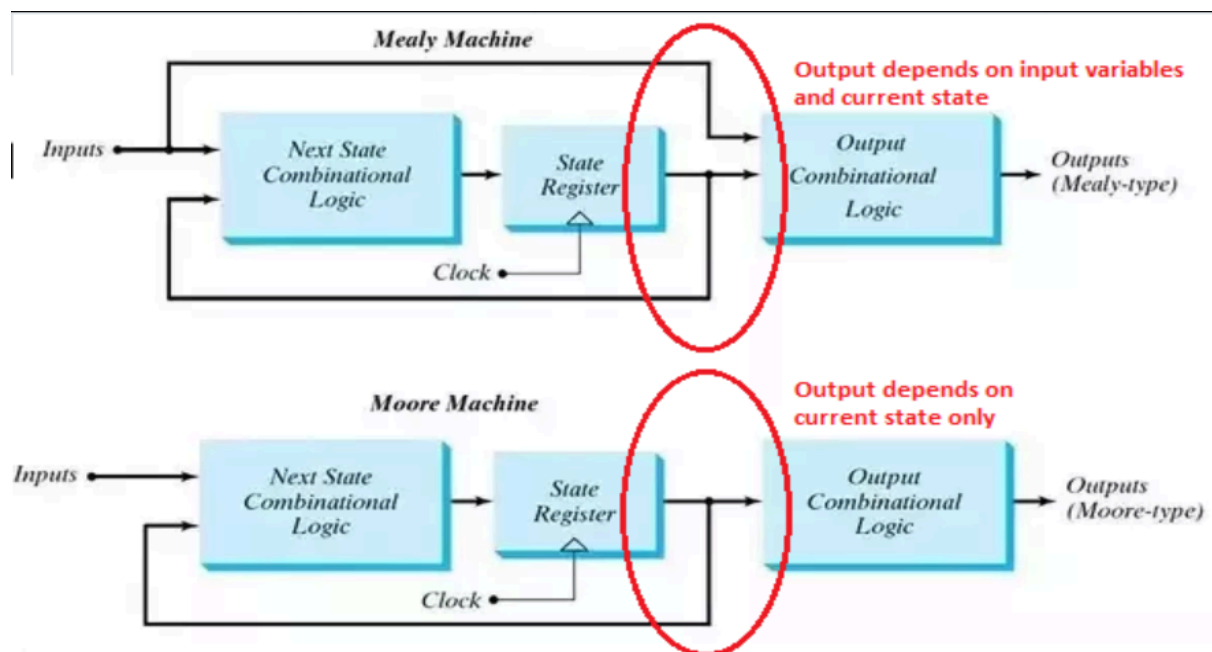 Mealy Machine
Output depends on input variables
and current state
Inputs
Next State
Combinational
Logic
State
Register
Clock
Output
Combinational
Logic
Outputs
(Mealy-type)
Moore Machine
Output depends on
current state only
Inputs
Next State
Combinational
Logic
State
Register
Clock
Output
Combinational
Logic
Outputs
(Moore-type)